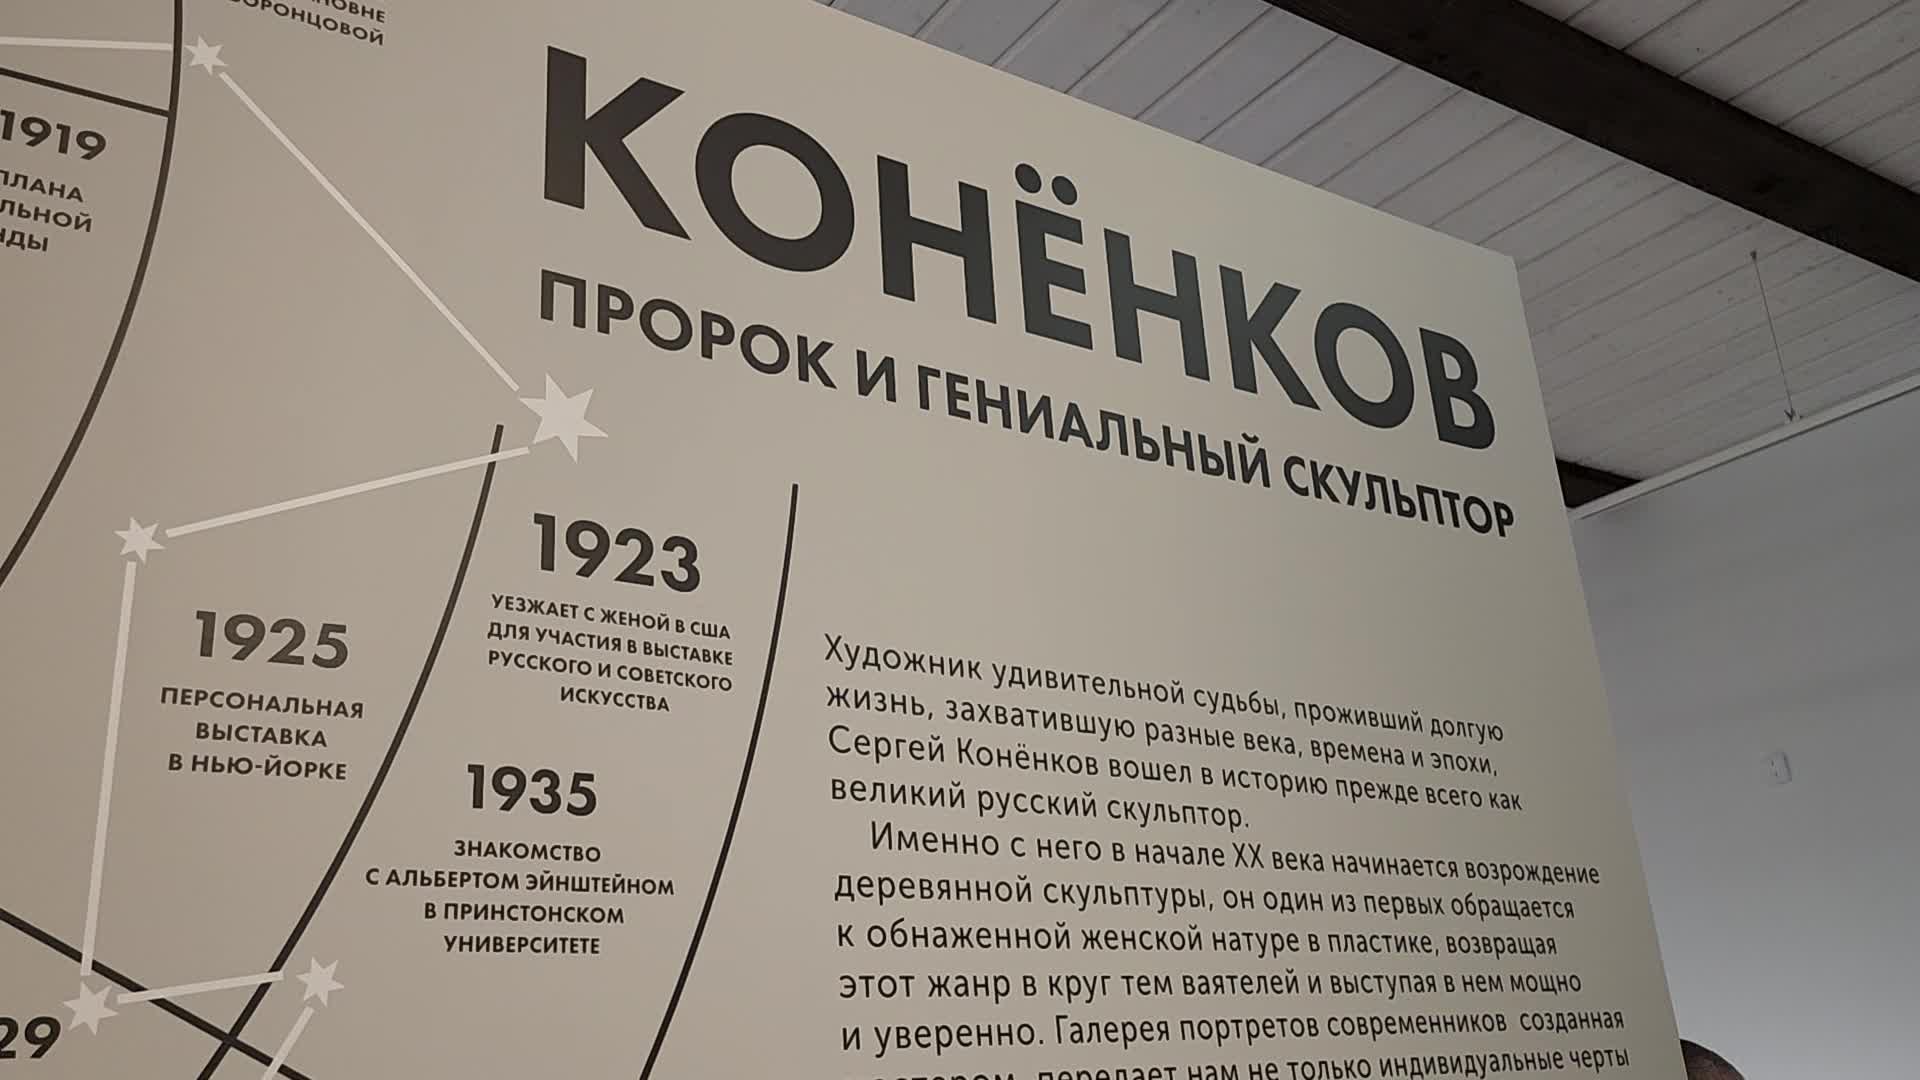 ОРОНЦОВОЙ
КОНЁНКОВ
ПРОРОК И ГЕНИАЛЬНЫЙ СКУЛЬПТОР
1919
ПЛАНА
ЛЬНОЙ
НДЫ
1923
УЕЗЖАЕТ С ЖЕНОЙ В США
ДЛЯ УЧАСТИЯ В ВЫСТАВКЕ
РУССКОГО И СОВЕТСКОГО
ИСКУССТВА
1925
ПЕРСОНАЛЬНАЯ
ВЫСТАВКА
В НЬЮ-ЙОРКЕ
1935
ЗНАКОМСТВО
С АЛЬБЕРТОМ ЭЙНШТЕЙНОМ
В ПРИНСТОНСКОМ
УНИВЕРСИТЕТЕ
29
Художник удивительной судьбы, проживший долгую
жизнь, захватившую разные века, времена и эпохи,
Сергей Конёнков вошел в историю прежде всего как
великий русский скульптор.
Именно с него в начале XX века начинается возрождение
деревянной скульптуры, он один из первых обращается
к обнаженной женской натуре в пластике, возвращая
этот жанр в круг тем ваятелей и выступая в нем мощно
и уверенно. Галерея портретов современников созданная
передает нам не только индивидуальные черты